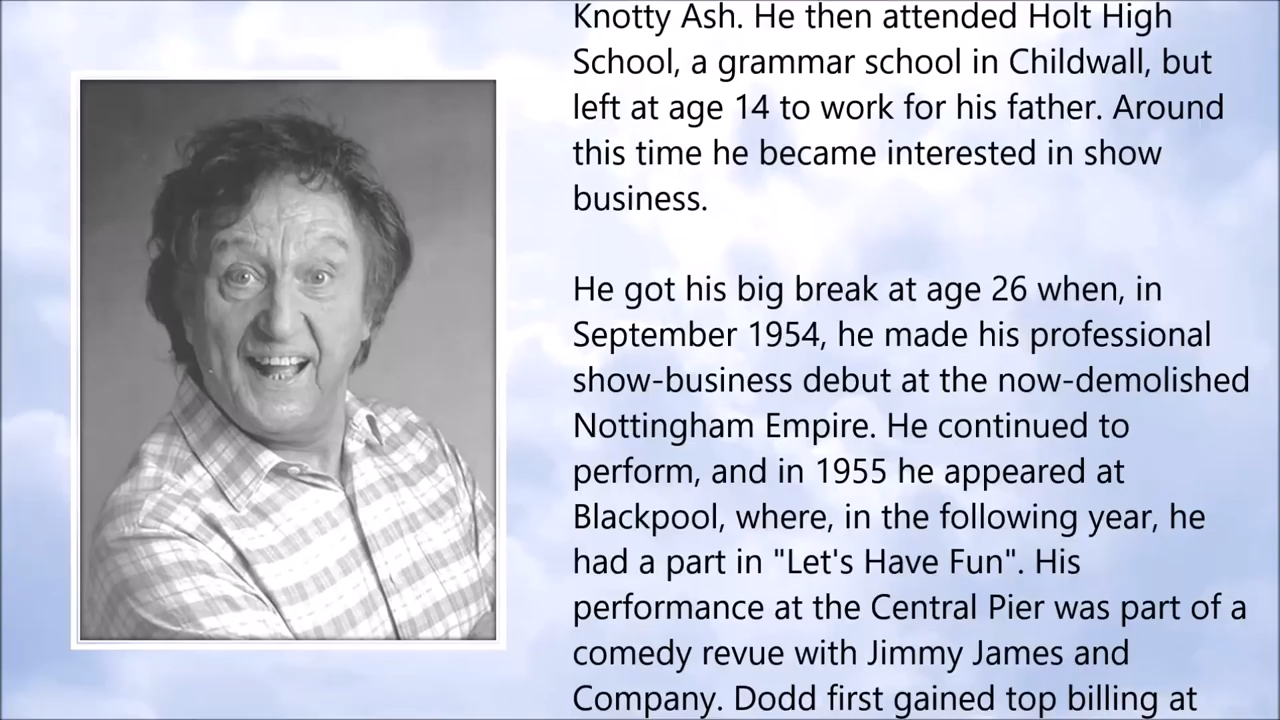 Knotty Ash. He then attended Holt High
School, a grammar school in Childwall, but
left at age 14 to work for his father. Around
this time he became interested in show
business.
He got his big break at age 26 when, in
September 1954, he made his professional
show-business debut at the now-demolished
Nottingham Empire. He continued to
perform, and in 1955 he appeared at
Blackpool, where, in the following year, he
had a part in "Let's Have Fun". His
performance at the Central Pier was part of a
comedy revue with Jimmy James and
Company. Dodd first gained top billing at